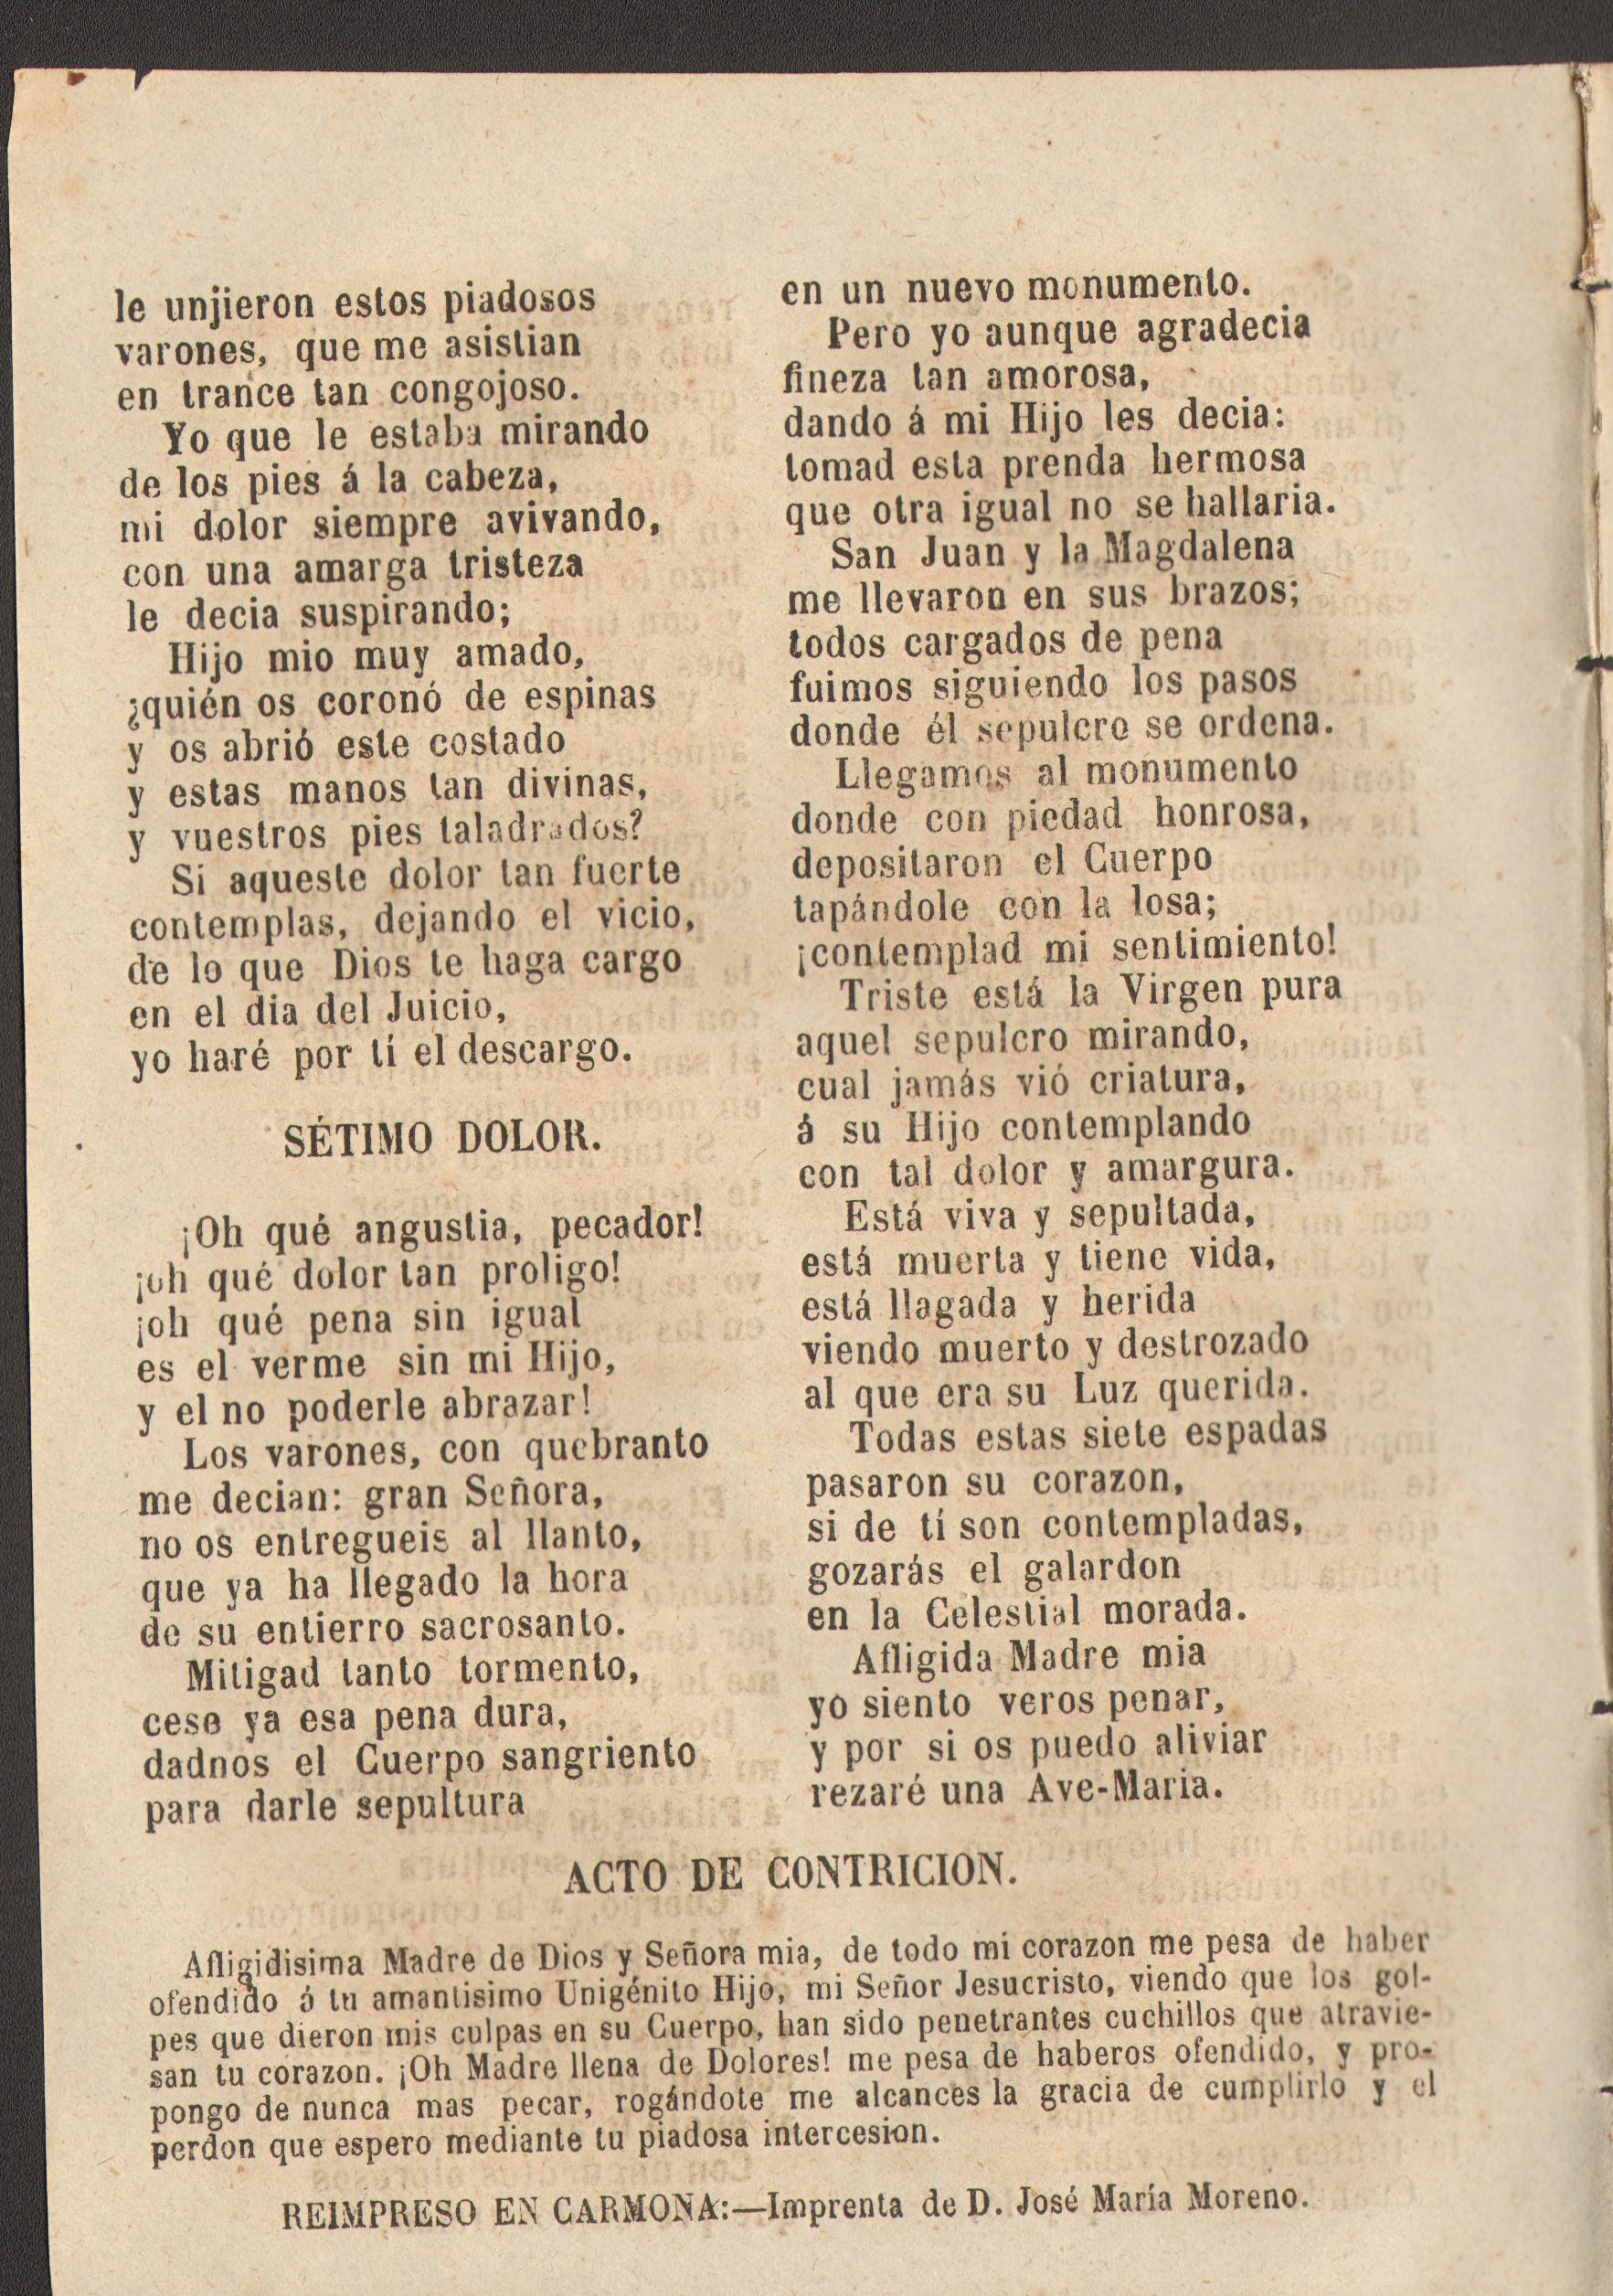 le unjieron estos piadosos
varones, que me asistian
en trance tan congojoso.
Yo que le estaba mirando
de los pies á la cabeza,
mi dolor siempre avivando,
con una amarga tristeza
le decia suspirando;
Hijo mio muy amado,
¿quién os coronó de espinas
y os abrió este costado
y estas manos tan divinas,
y vuestros pies taladrados?
Si aqueste dolor tan fuerte
contemplas, dejando el vicio,
de lo que Dios te haga cargo
en el dia del Juicio,
yo haré por tí el descargo.
SÉTIMO DOLOR.
¡Oh qué angustia, pecador!
¡oh qué dolor tan proligo!
¡oh qué pena sin igual
es el verme sin mi Hijo,
y el no poderle abrazar!
Los varones, con quebranto
me decian: gran Señora,
no os entregueis al llanto,
que ya ha llegado la hora
de su entierro sacrosanto.
Mitigad tanto tormento,
cese ya esa pena dura,
dadnos el Cuerpo sangriento
para darle sepultura
en un nuevo monumento.
Pero yo aunque agradecia
fineza tan amorosa,
dando á mi Hijo les decia:
tomad esta prenda hermosa
que otra igual no se hallaria.
San Juan y la Magdalena
me llevaron en sus brazos;
todos cargados de pena
fuimos siguiendo los pasos
donde él sepulcro se ordena.
Llegamos al monumento
donde con piedad honrosa,
depositaron el Cuerpo
tapándole con la losa;
¡contemplad mi sentimiento!
Triste está la Virgen pura
aquel sepulcro mirando,
cual jamás vió criatura,
á su Hijo contemplando
con tal dolor y amargura.
Está viva y sepultada,
está muerta y tiene vida,
está llagada y herida
viendo muerto y destrozado
al que era su Luz querida.
Todas estas siete espadas
pasaron su corazon,
si de tí son contempladas,
gozarás el galardon
en la Celestial morada.
Afligida Madre mia
yo siento veros penar,
y por si os puedo aliviar
rezaré una Ave-Maria.
ACTO DE CONTRICION.
Afligidisima Madre de Dios y Señora mia, de todo mi corazon me pesa de haber
ofendido á tu amantisimo Unigénito Hijo, mi Señor Jesucristo, viendo que los gol-
pes que dieron mis culpas en su Cuerpo, han sido penetrantes cuchillos que atravie-
san tu corazon. ¡Oh Madre llena de Dolores! me pesa de haberos ofendido, y pro-
pongo de nunca mas pecar, rogándote me alcances la gracia de cumplirlo y el
perdon que espero mediante tu piadosa intercesion.
REIMPRESO EN CARMONA:—Imprenta de D. José María Moreno.